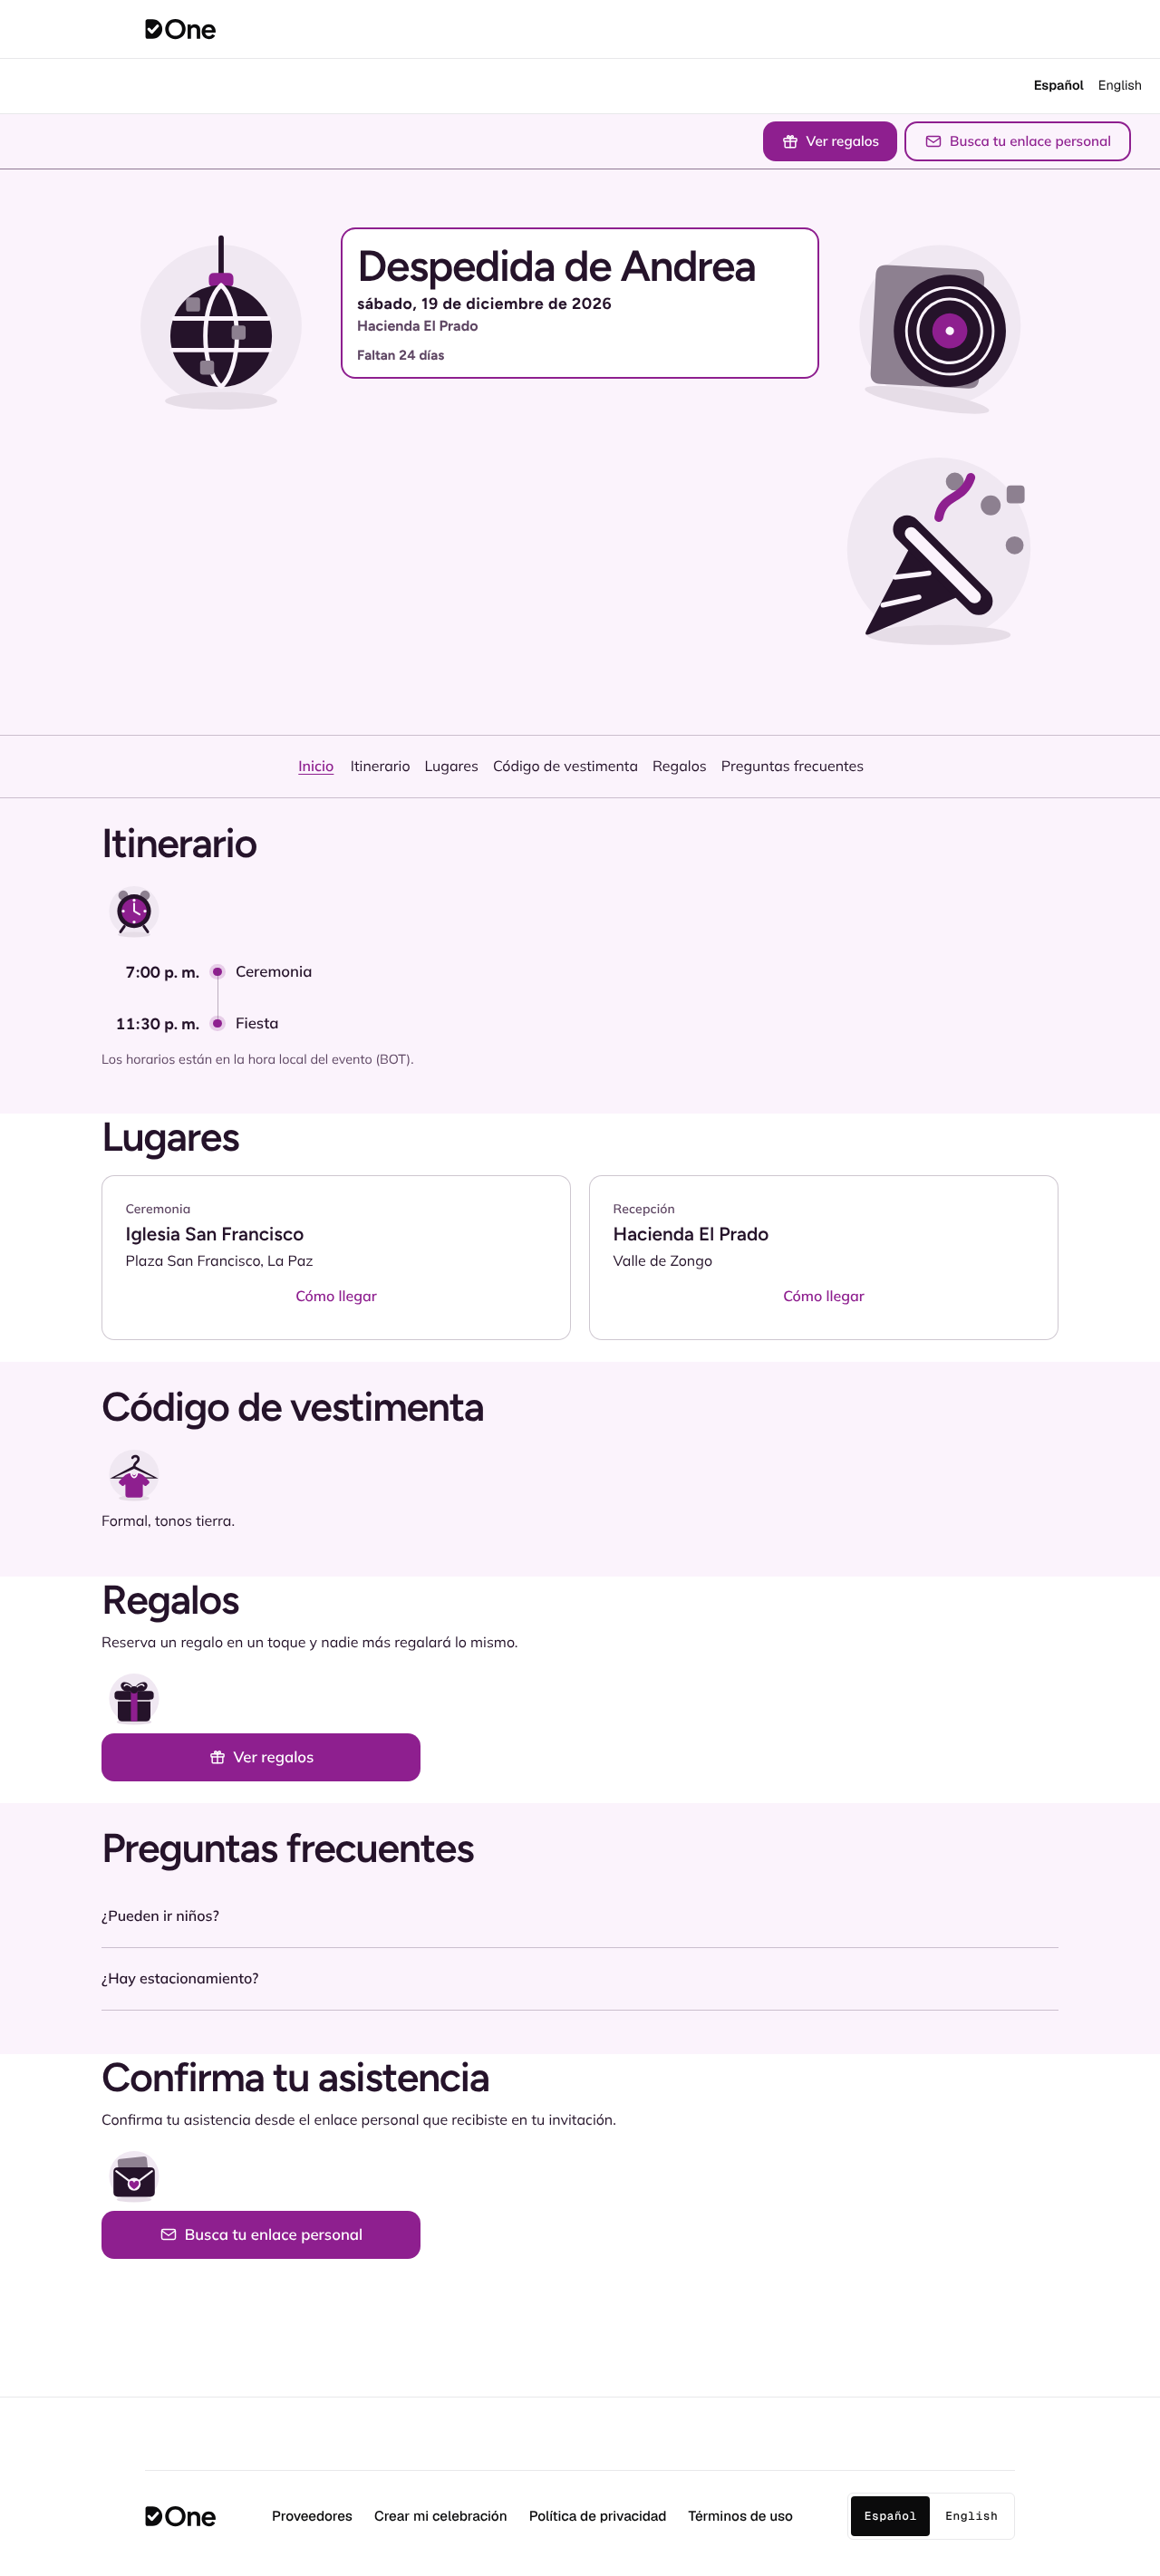 One
Español English
Ver regalos Busca tu enlace personal
Despedida de Andrea
sábado, 19 de diciembre de 2026
Hacienda El Prado
Faltan 24 días
Inicio Itinerario Lugares Código de vestimenta Regalos Preguntas frecuentes
Itinerario
7:00 p. m. Ceremonia
11:30 p. m. Fiesta
Los horarios están en la hora local del evento (BOT).
Lugares
Ceremonia
Iglesia San Francisco
Plaza San Francisco, La Paz
Cómo llegar
Recepción
Hacienda El Prado
Valle de Zongo
Cómo llegar
Código de vestimenta
Formal, tonos tierra.
Regalos
Reserva un regalo en un toque y nadie más regalará lo mismo.
Ver regalos
Preguntas frecuentes
¿Pueden ir niños?
¿Hay estacionamiento?
Confirma tu asistencia
Confirma tu asistencia desde el enlace personal que recibiste en tu invitación.
Busca tu enlace personal
One Proveedores Crear mi celebración Política de privacidad Términos de uso Español English